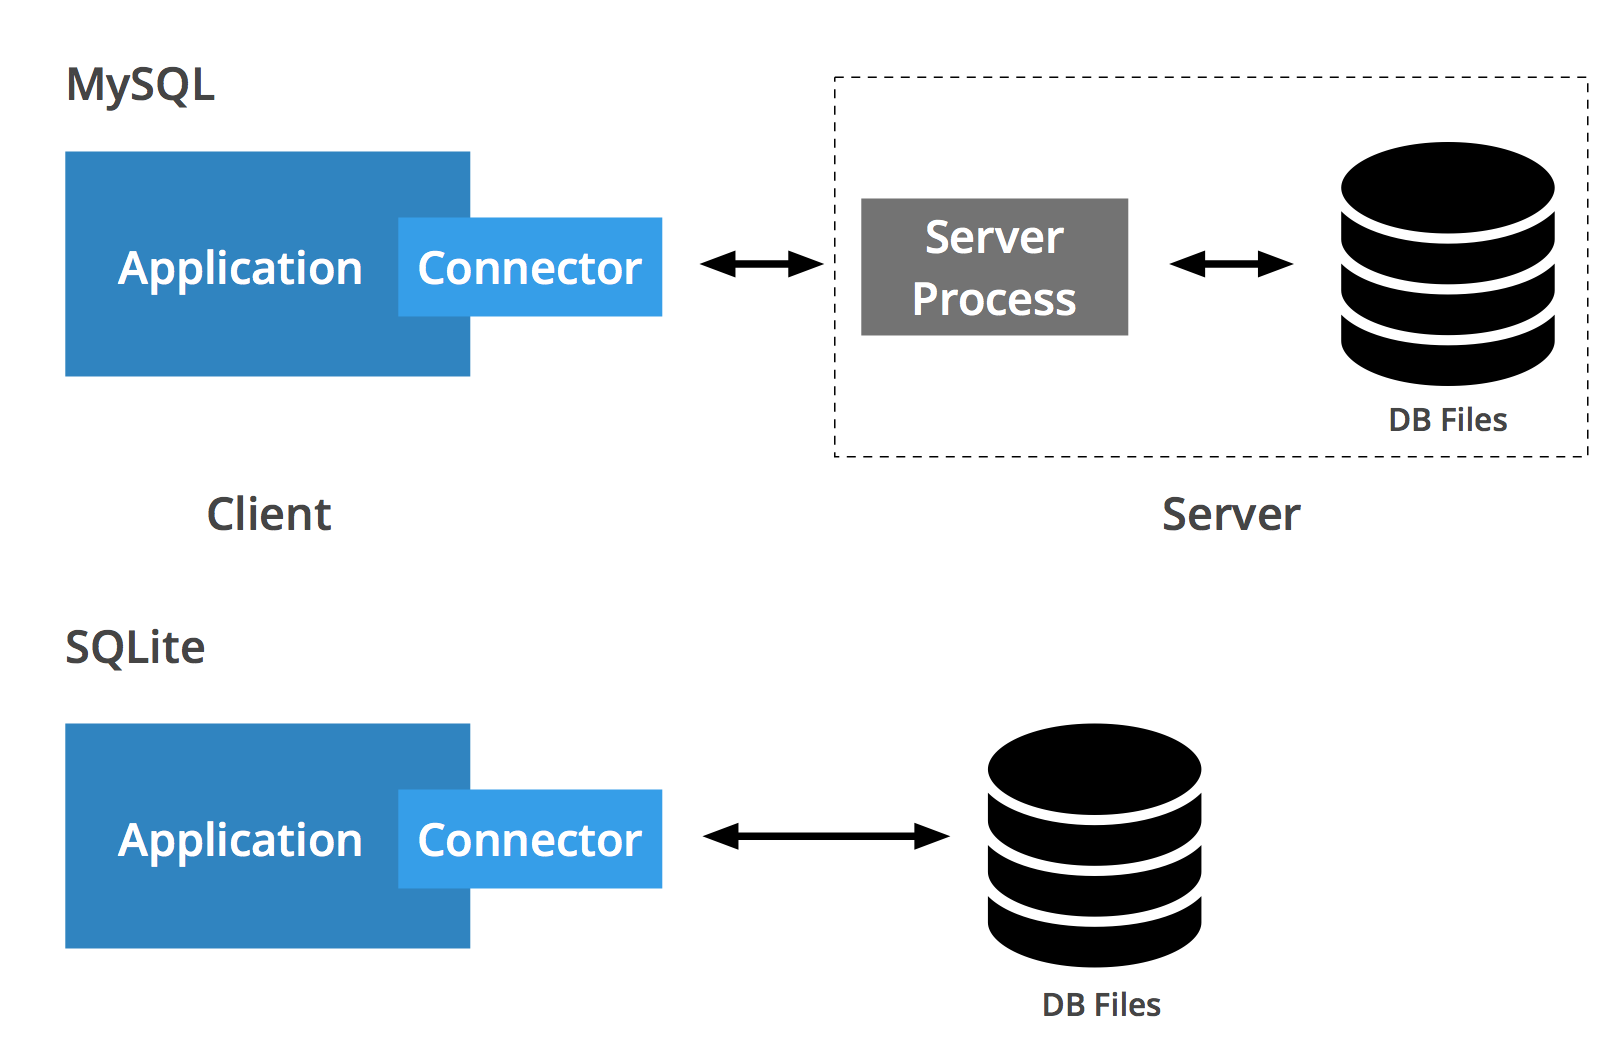 MySQL
Application
Connector
Server
Process
DB Files
Client
Server
SQLite
Application
Connector
DB Files